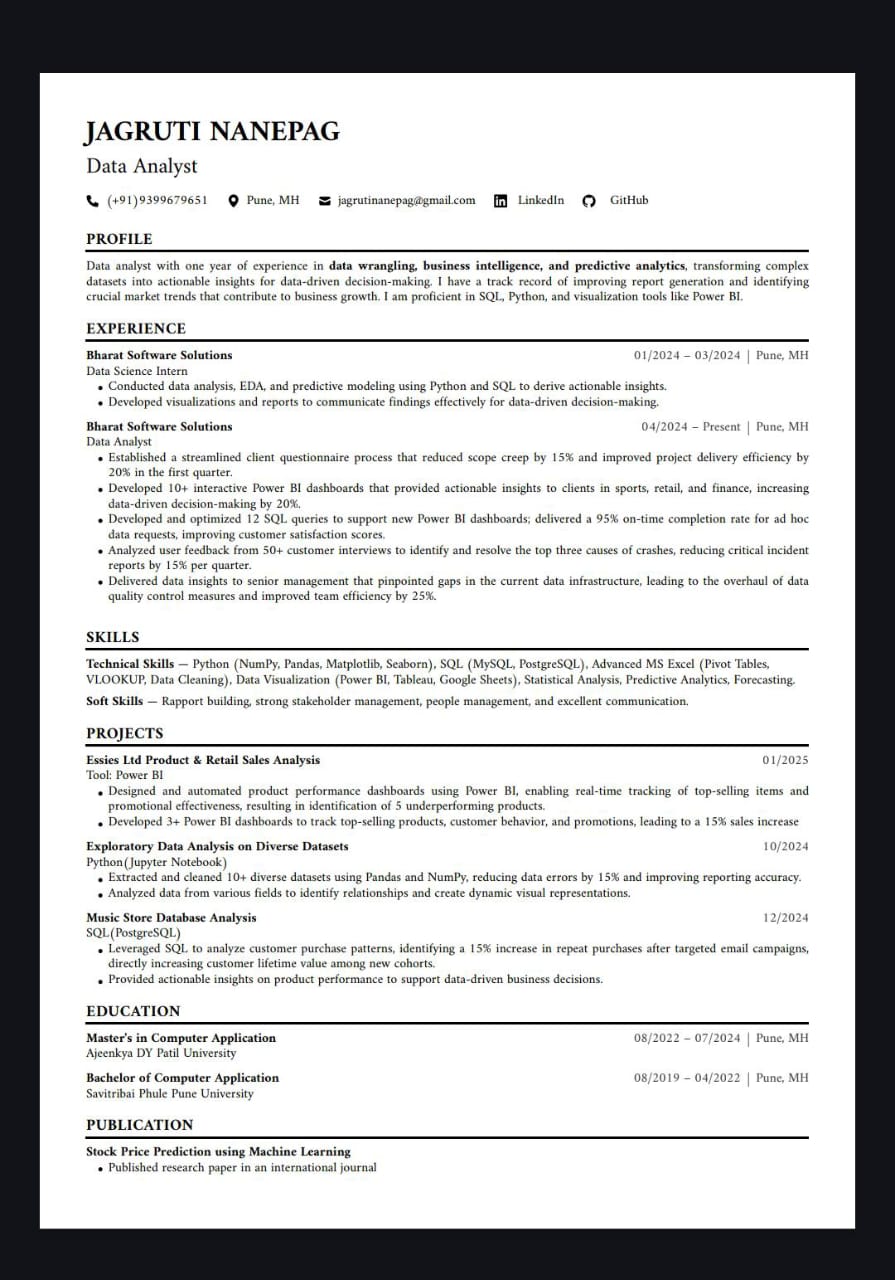 JAGRUTI NANEPAG
Data Analyst
(+91)9399679651 Pune, MH jagrutinanepag@gmail.com LinkedIn GitHub
PROFILE
Data analyst with one year of experience in data wrangling, business intelligence, and predictive analytics, transforming complex
datasets into actionable insights for data-driven decision-making. I have a track record of improving report generation and identifying
crucial market trends that contribute to business growth. I am proficient in SQL, Python, and visualization tools like Power BI.
EXPERIENCE
Bharat Software Solutions 01/2024 – 03/2024 | Pune, MH
Data Science Intern
• Conducted data analysis, EDA, and predictive modeling using Python and SQL to derive actionable insights.
• Developed visualizations and reports to communicate findings effectively for data-driven decision-making.
Bharat Software Solutions 04/2024 – Present | Pune, MH
Data Analyst
• Established a streamlined client questionnaire process that reduced scope creep by 15% and improved project delivery efficiency by
20% in the first quarter.
• Developed 10+ interactive Power BI dashboards that provided actionable insights to clients in sports, retail, and finance, increasing
data-driven decision-making by 20%.
• Developed and optimized 12 SQL queries to support new Power BI dashboards; delivered a 95% on-time completion rate for ad hoc
data requests, improving customer satisfaction scores.
• Analyzed user feedback from 50+ customer interviews to identify and resolve the top three causes of crashes, reducing critical incident
reports by 15% per quarter.
• Delivered data insights to senior management that pinpointed gaps in the current data infrastructure, leading to the overhaul of data
quality control measures and improved team efficiency by 25%.
SKILLS
Technical Skills — Python (NumPy, Pandas, Matplotlib, Seaborn), SQL (MySQL, PostgreSQL), Advanced MS Excel (Pivot Tables,
VLOOKUP, Data Cleaning), Data Visualization (Power BI, Tableau, Google Sheets), Statistical Analysis, Predictive Analytics, Forecasting.
Soft Skills — Rapport building, strong stakeholder management, people management, and excellent communication.
PROJECTS
Essies Ltd Product & Retail Sales Analysis 01/2025
Tool: Power BI
• Designed and automated product performance dashboards using Power BI, enabling real-time tracking of top-selling items and
promotional effectiveness, resulting in identification of 5 underperforming products.
• Developed 3+ Power BI dashboards to track top-selling products, customer behavior, and promotions, leading to a 15% sales increase
Exploratory Data Analysis on Diverse Datasets 10/2024
Python(Jupyter Notebook)
• Extracted and cleaned 10+ diverse datasets using Pandas and NumPy, reducing data errors by 15% and improving reporting accuracy.
• Analyzed data from various fields to identify relationships and create dynamic visual representations.
Music Store Database Analysis 12/2024
SQL(PostgreSQL)
• Leveraged SQL to analyze customer purchase patterns, identifying a 15% increase in repeat purchases after targeted email campaigns,
directly increasing customer lifetime value among new cohorts.
• Provided actionable insights on product performance to support data-driven business decisions.
EDUCATION
Master's in Computer Application 08/2022 – 07/2024 | Pune, MH
Ajeenkya DY Patil University
Bachelor of Computer Application 08/2019 – 04/2022 | Pune, MH
Savitribai Phule Pune University
PUBLICATION
Stock Price Prediction using Machine Learning
• Published research paper in an international journal